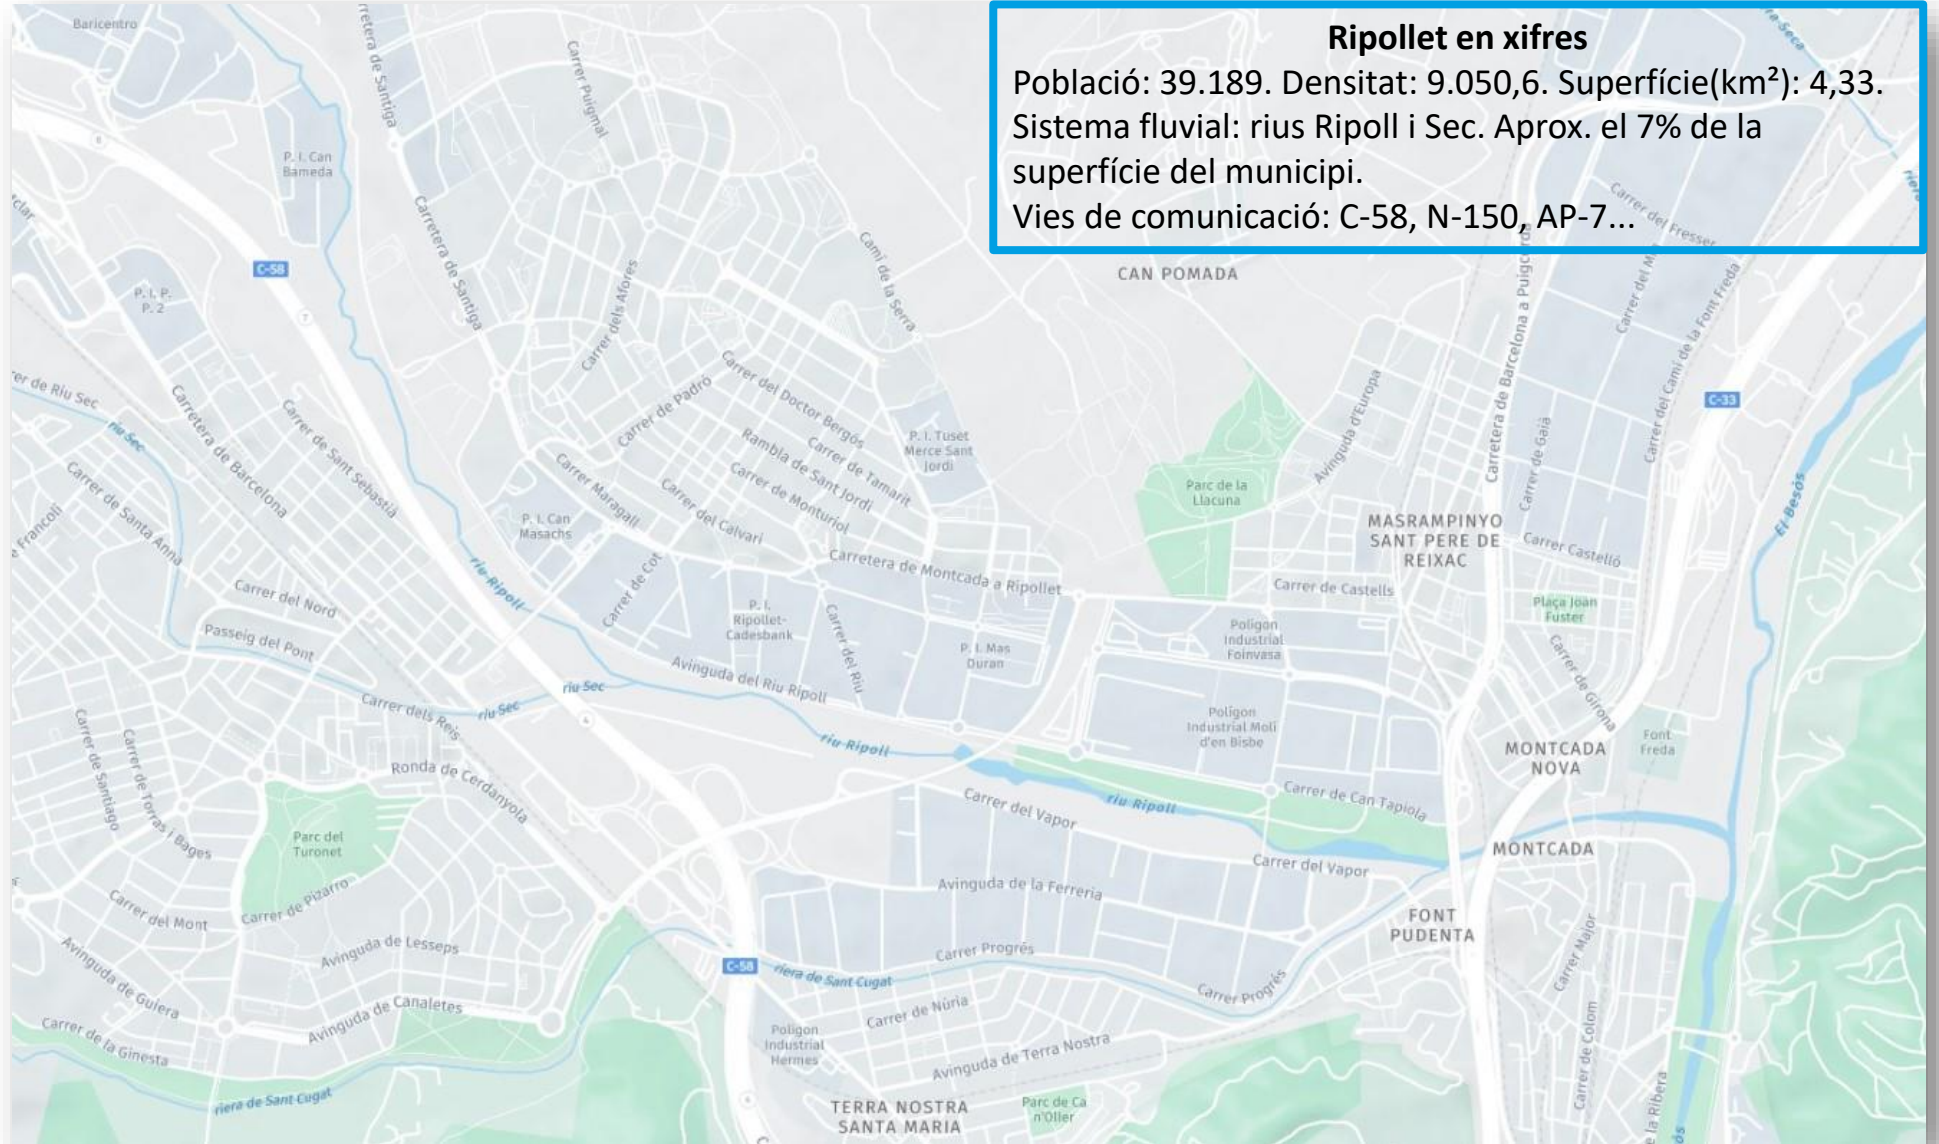 Ripollet en xifres
Població: 39.189. Densitat: 9.050,6. Superfície(km²): 4,33.
Sistema fluvial: rius Ripoll i Sec. Aprox. el 7% de la
superfície del municipi.
Vies de comunicació: C-58, N-150, AP-7...
Baricentro
Carretera de Santiga
Carrer Puigmal
P. I. Can
Bameda
Carretera de Santiga
Camí de la Serra
Carrer dels Afores
C-58
7
P. I. P.
P. 2
CAN POMADA
Carrer del Fresser
Carretera de Barcelona a Puigcerdà
Carrer del Camí de la Font Freda
C-33
El Besòs
riu Sec
Carretera de Barcelona
Carrer de Sant Sebastià
Carrer de Santa Anna
Carrer de Padró
Carrer del Doctor Bergós
Carrer de Tamarit
Rambla de Sant Jordi
Carrer de Monturiol
Carrer del Calvari
Carrer Maragall
P. I. Tuset
Merce Sant
Jordi
P. I. Can
Masachs
Carrer de Cot
Avinguda d'Europa
Parc de la
Llacuna
Carrer de Gaià
MASRAMPINYO
SANT PERE DE
REIXAC
Carrer Castelló
Carretera de Montcada a Ripollet
Carrer de Castells
Plaça Joan
Fuster
Carrer de Girona
riu Ripoll
Carrer del Nord
Passeig del Pont
P. I.
Ripollet-
Cadesbank
Carrer del Riu
P. I. Mas
Duran
Polígon
Industrial
Foinvasa
Avinguda del Riu Ripoll
riu Sec
riu Sec
Carrer dels Reis
4
riu Ripoll
Polígon
Industrial Molí
d'en Bisbe
MONTCADA
NOVA
Font
Freda
Carrer de Santiago
Carrer de Torras i Bages
Ronda de Cerdanyola
Carrer del Vapor
riu Ripoll
Carrer de Can Tapiola
Parc del
Turonet
Carrer del Vapor
MONTCADA
Carrer de Pizarro
Carrer del Mont
Avinguda de la Ferreria
FONT
PUDENTA
Carrer Major
Avinguda de Lesseps
Avinguda de Guiera
C-58
riera de Sant Cugat
Carrer Progrés
Carrer Progrés
Avinguda de Canaletes
Carrer de la Ginesta
Carrer de Núria
Polígon
Industrial
Hermes
Avinguda de Terra Nostra
Carrer de Colom
riera de Sant Cugat
TERRA NOSTRA
SANTA MARIA
Parc de Ca
n'Oller